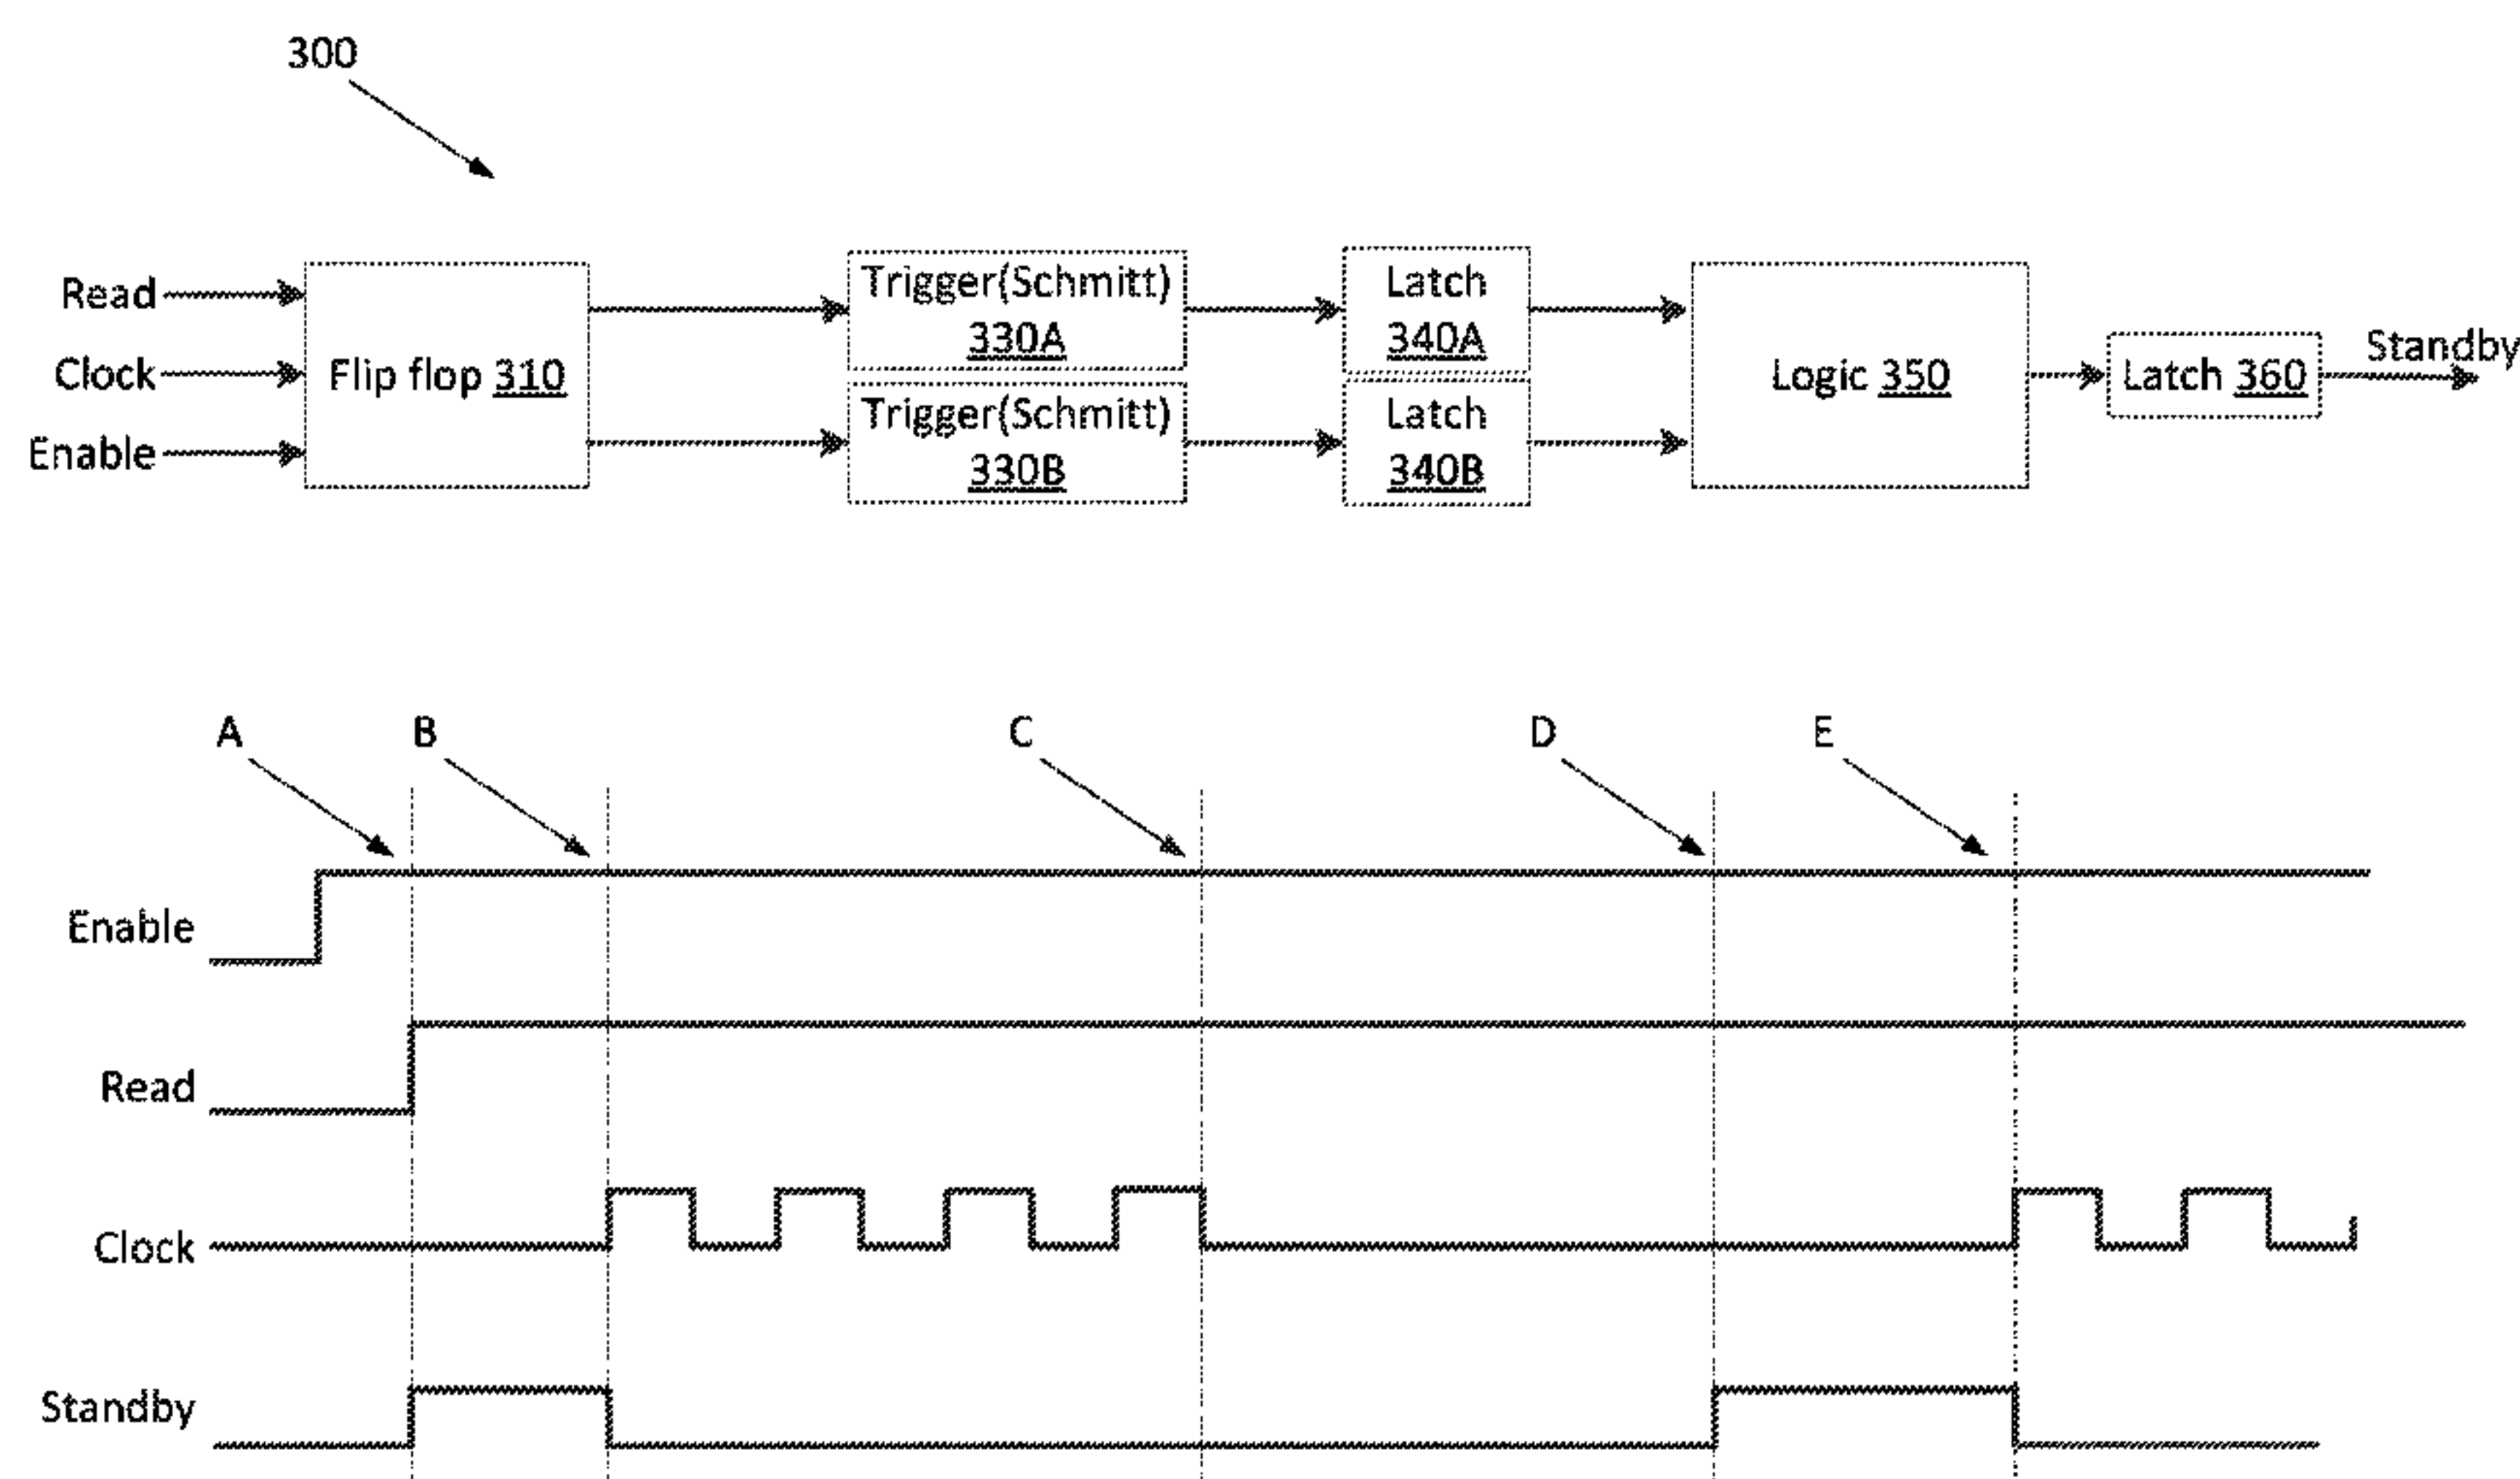 300
Read
Clock
Enable
Flip flop 310
Trigger(Schmitt)
330A
Trigger(Schmitt)
330B
Latch
340A
Latch
340B
Logic 350
Latch 360
Standby
A
B
C
D
E
Enable
Read
Clock
Standby